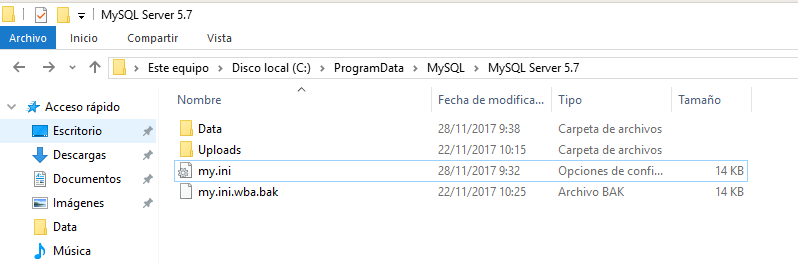 MySQL Server 5.7
Archivo Inicio Compartir Vista
Este equipo Disco local (C:) ProgramData MySQL MySQL Server 5.7
Acceso rápido
Escritorio
Descargas
Documentos
Imágenes
Data
Música
Nombre Fecha de modifica... Tipo Tamaño
Data 28/11/2017 9:38 Carpeta de archivos
Uploads 22/11/2017 10:15 Carpeta de archivos
my.ini 28/11/2017 9:32 Opciones de confi... 14 KB
my.ini.wba.bak 22/11/2017 10:25 Archivo BAK 14 KB